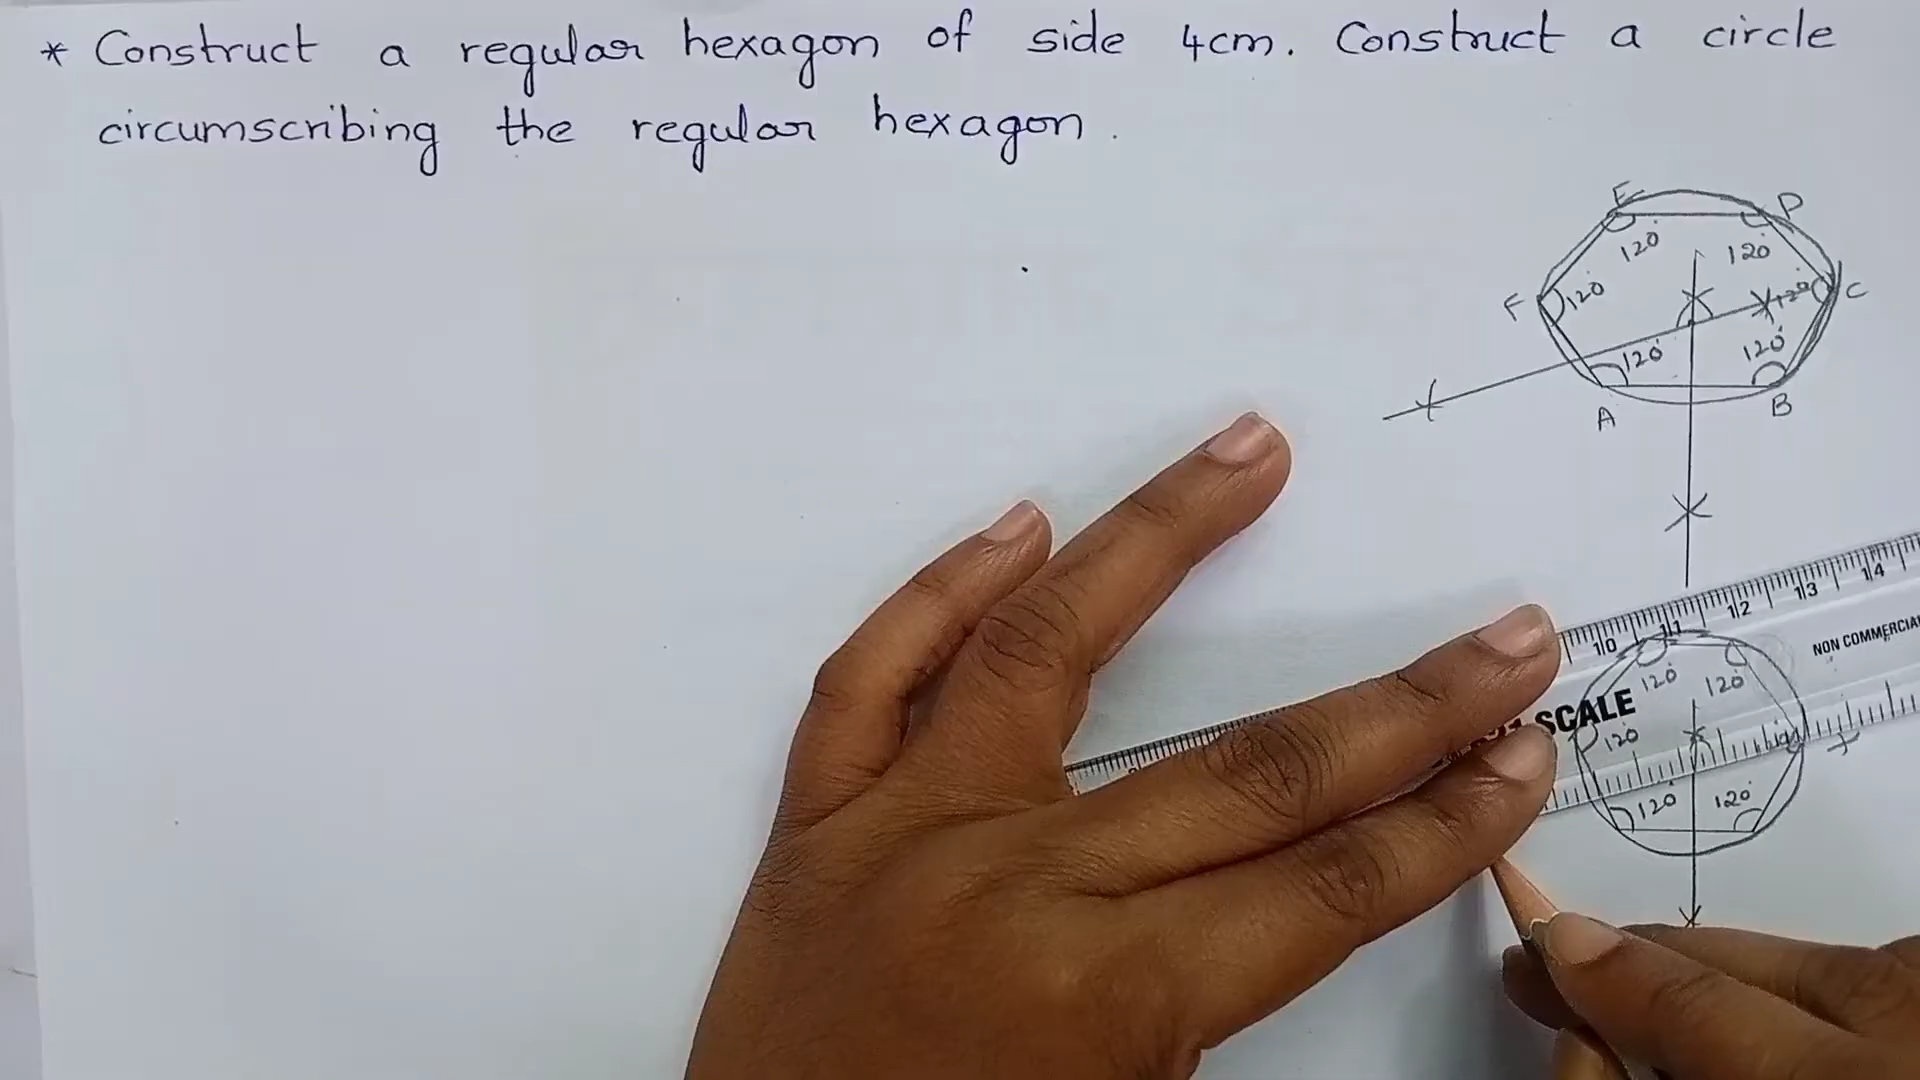 * Construct a regular hexagon of side 4cm. Construct a circle
circumscribing the regular hexagon.
E D
120° 120°
F 120° 120° C
120° 120°
A B
10 11 12 13 14
NON COMMERCIAL
SCALE
120° 120°
120°
120° 120°